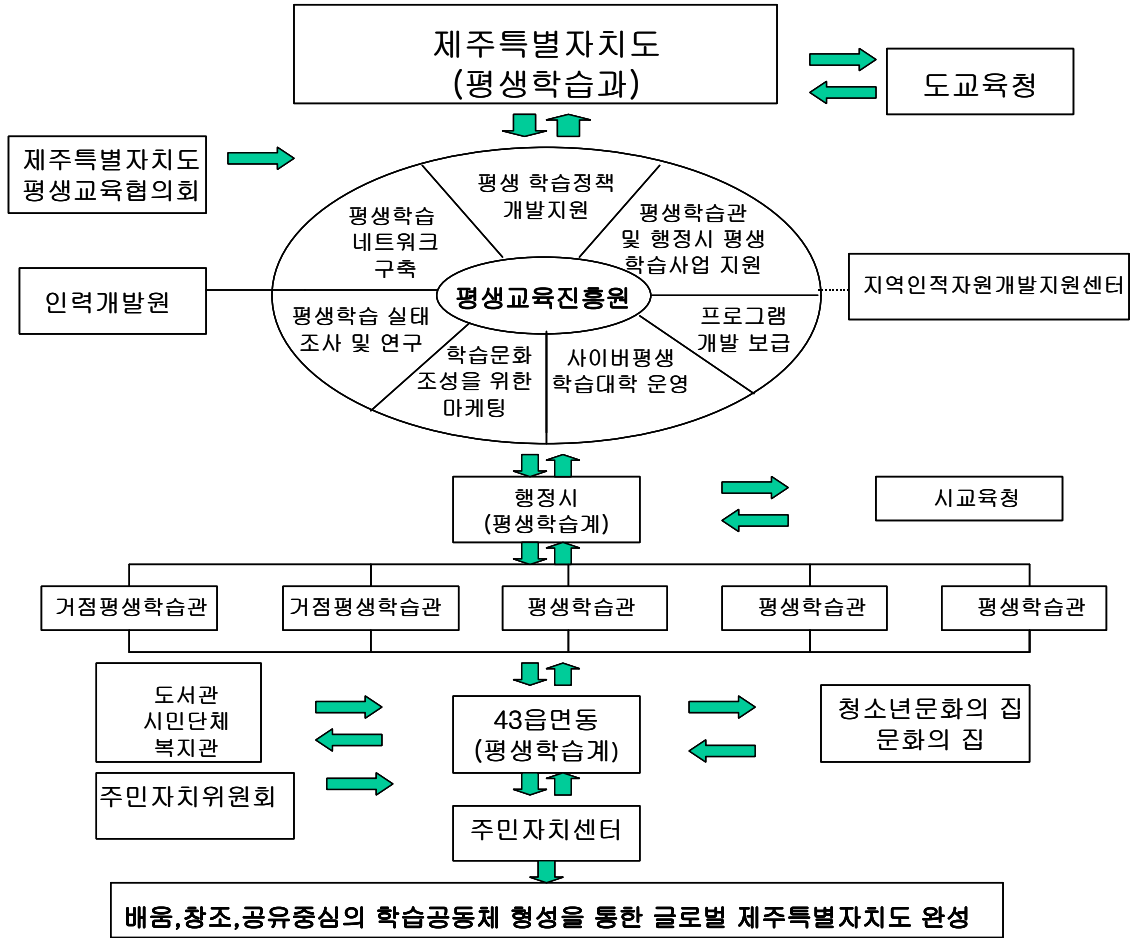 제주특별자치도
(평생학습과)
도교육청
제주특별자치도
평생교육협의회
평생 학습정책
개발지원
평생학습
네트워크
구축
평생학습관
및 행정시 평생
학습사업 지원
인력개발원
평생교육진흥원
지역인적자원개발지원센터
평생학습 실태
조사 및 연구
프로그램
개발 보급
학습문화
조성을 위한
마케팅
사이버평생
학습대학 운영
행정시
(평생학습계)
시교육청
거점평생학습관
거점평생학습관
평생학습관
평생학습관
평생학습관
도서관
시민단체
복지관
43읍면동
(평생학습계)
청소년문화의 집
문화의 집
주민자치위원회
주민자치센터
배움,창조,공유중심의 학습공동체 형성을 통한 글로벌 제주특별자치도 완성